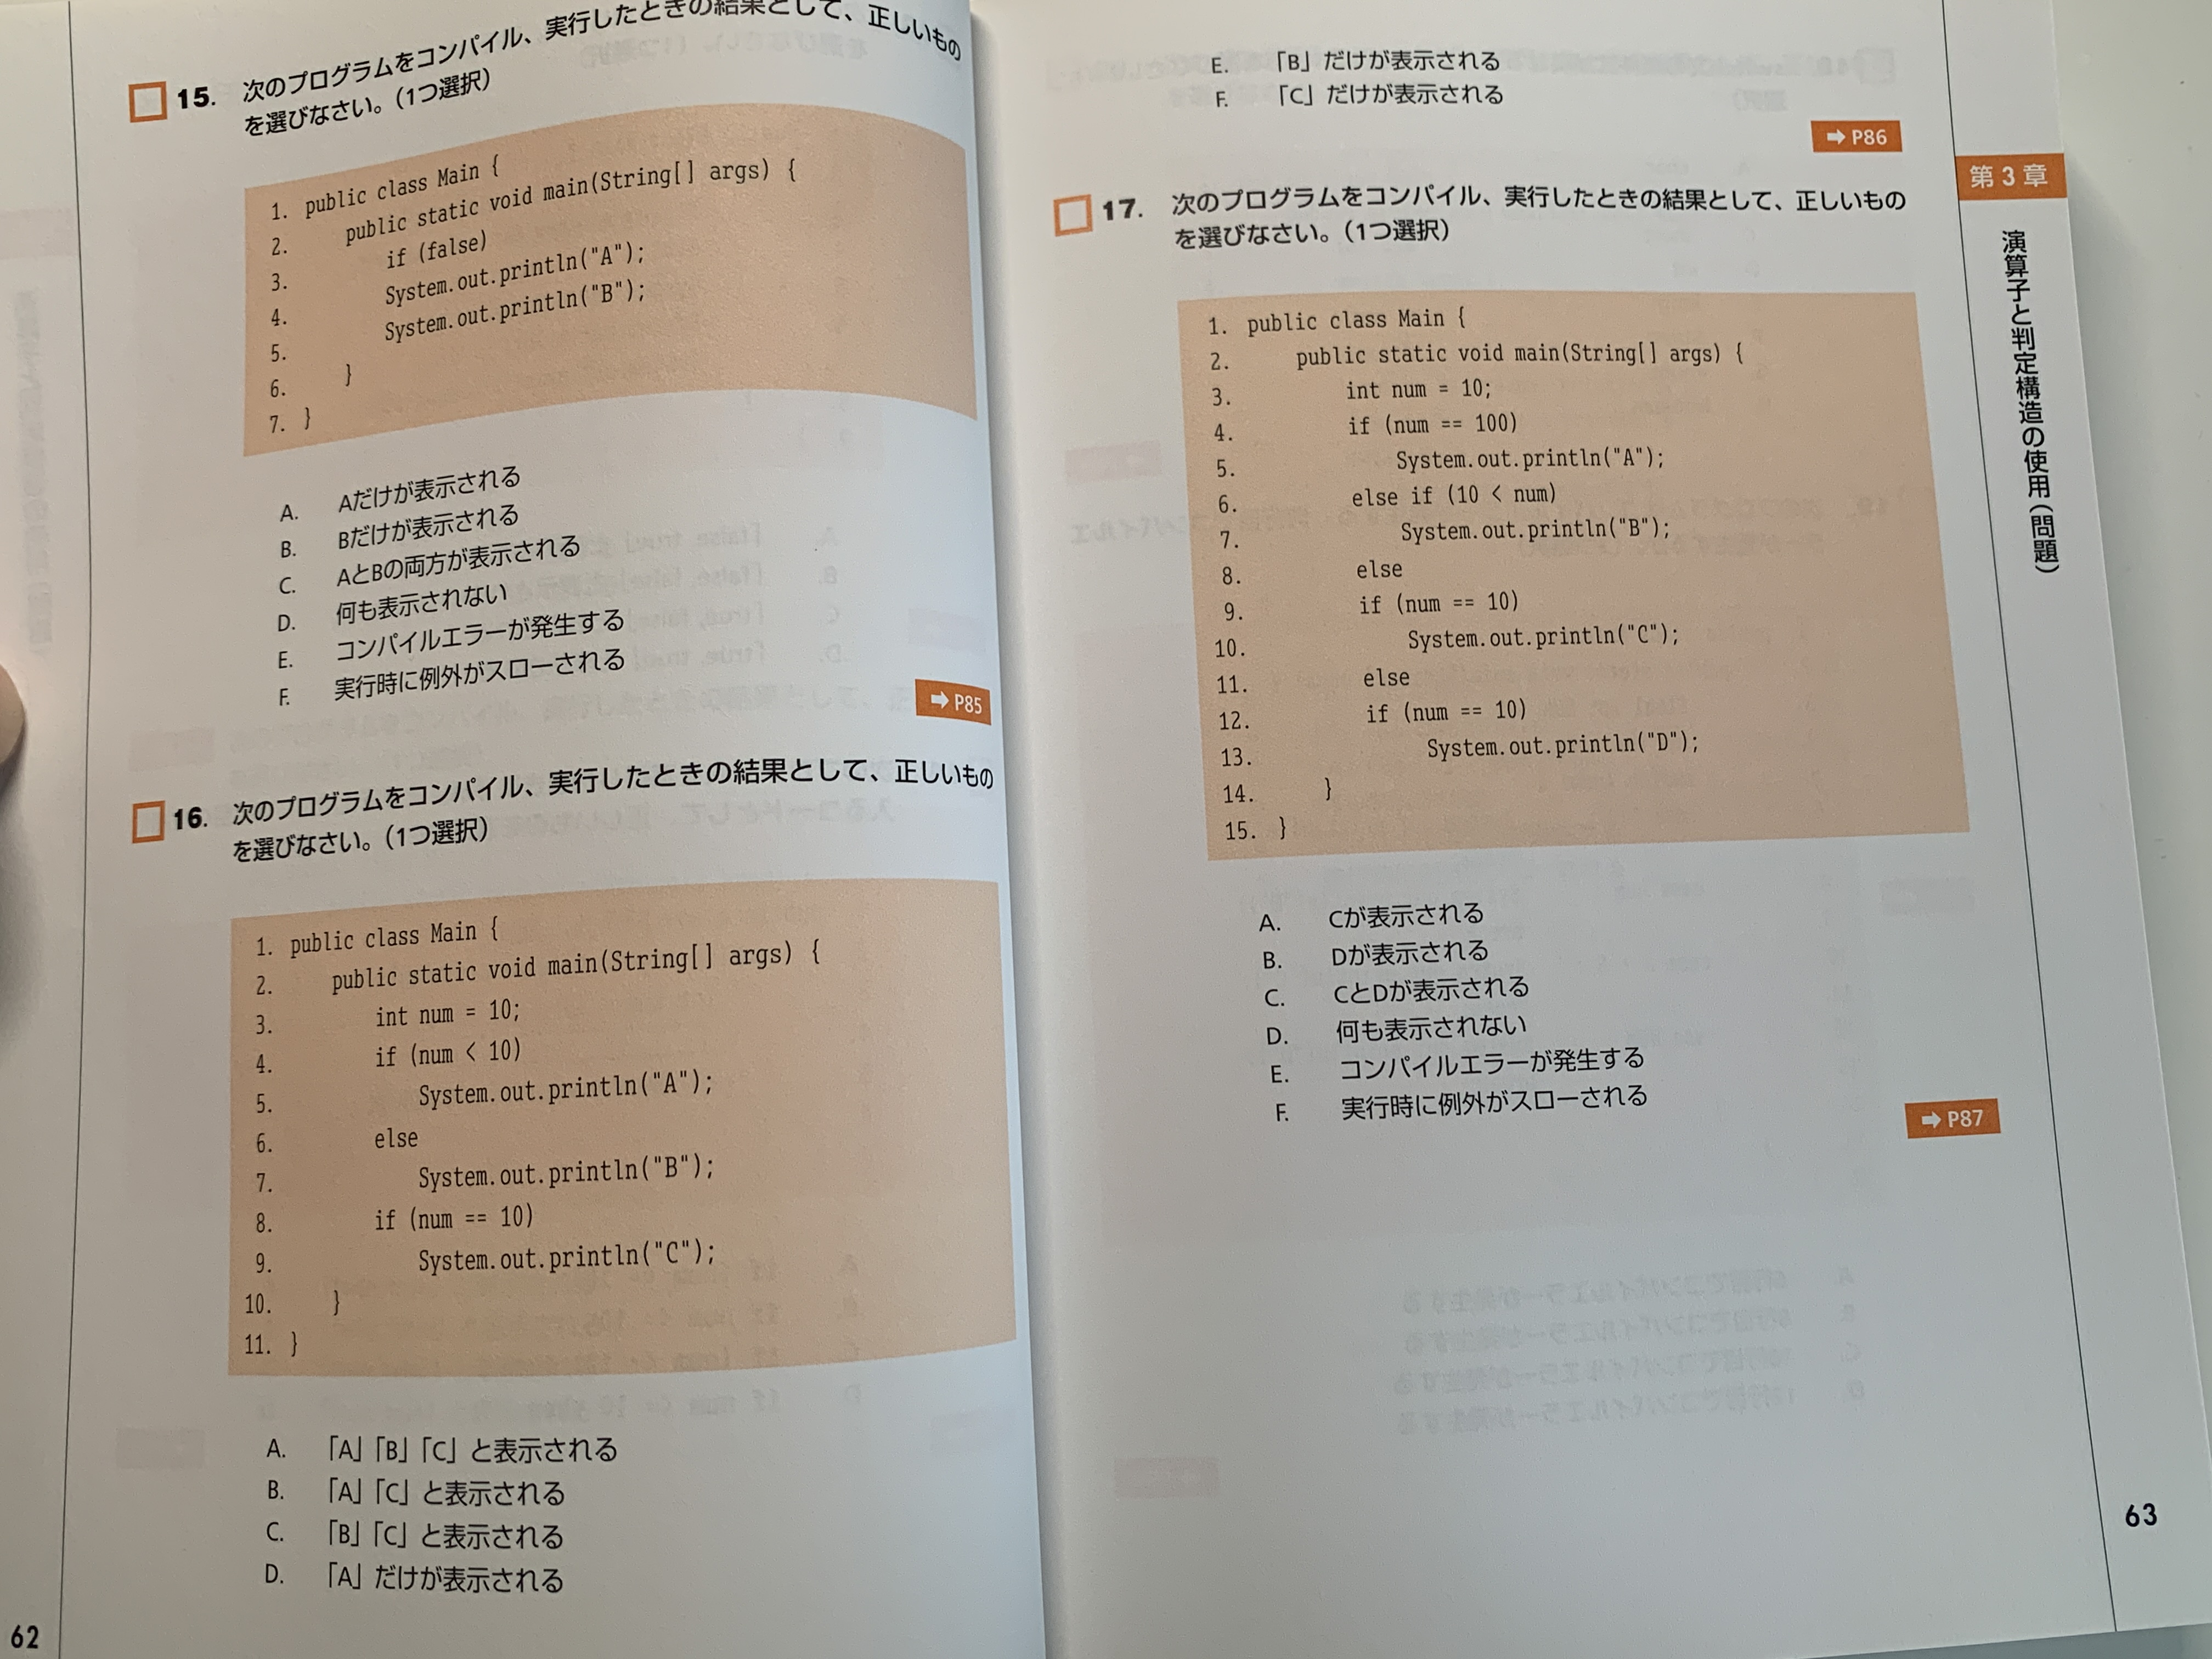 15. 次のプログラムをコンパイル、実行したときの結果として、正しいもの
を選びなさい。（1つ選択）
1. public class Main {
2.     public static void main(String[] args) {
3.         if (false)
4.         System.out.println("A");
5.         System.out.println("B");
6.     }
7. }
A. Aだけが表示される
B. Bだけが表示される
C. AとBの両方が表示される
D. 何も表示されない
E. コンパイルエラーが発生する
F. 実行時に例外がスローされる
➡ P85
16. 次のプログラムをコンパイル、実行したときの結果として、正しいもの
を選びなさい。（1つ選択）
1. public class Main {
2.     public static void main(String[] args) {
3.         int num = 10;
4.         if (num < 10)
5.             System.out.println("A");
6.         else
7.             System.out.println("B");
8.         if (num == 10)
9.             System.out.println("C");
10.     }
11. }
A. 「A」「B」「C」と表示される
B. 「A」「C」と表示される
C. 「B」「C」と表示される
D. 「A」だけが表示される
62
E. 「B」だけが表示される
F. 「C」だけが表示される
➡ P86
17. 次のプログラムをコンパイル、実行したときの結果として、正しいもの
を選びなさい。（1つ選択）
1. public class Main {
2.     public static void main(String[] args) {
3.         int num = 10;
4.         if (num == 100)
5.             System.out.println("A");
6.         else if (10 < num)
7.             System.out.println("B");
8.         else
9.         if (num == 10)
10.             System.out.println("C");
11.         else
12.         if (num == 10)
13.             System.out.println("D");
14.     }
15. }
A. Cが表示される
B. Dが表示される
C. CとDが表示される
D. 何も表示されない
E. コンパイルエラーが発生する
F. 実行時に例外がスローされる
➡ P87
第3章
演算子と判定構造の使用（問題）
63